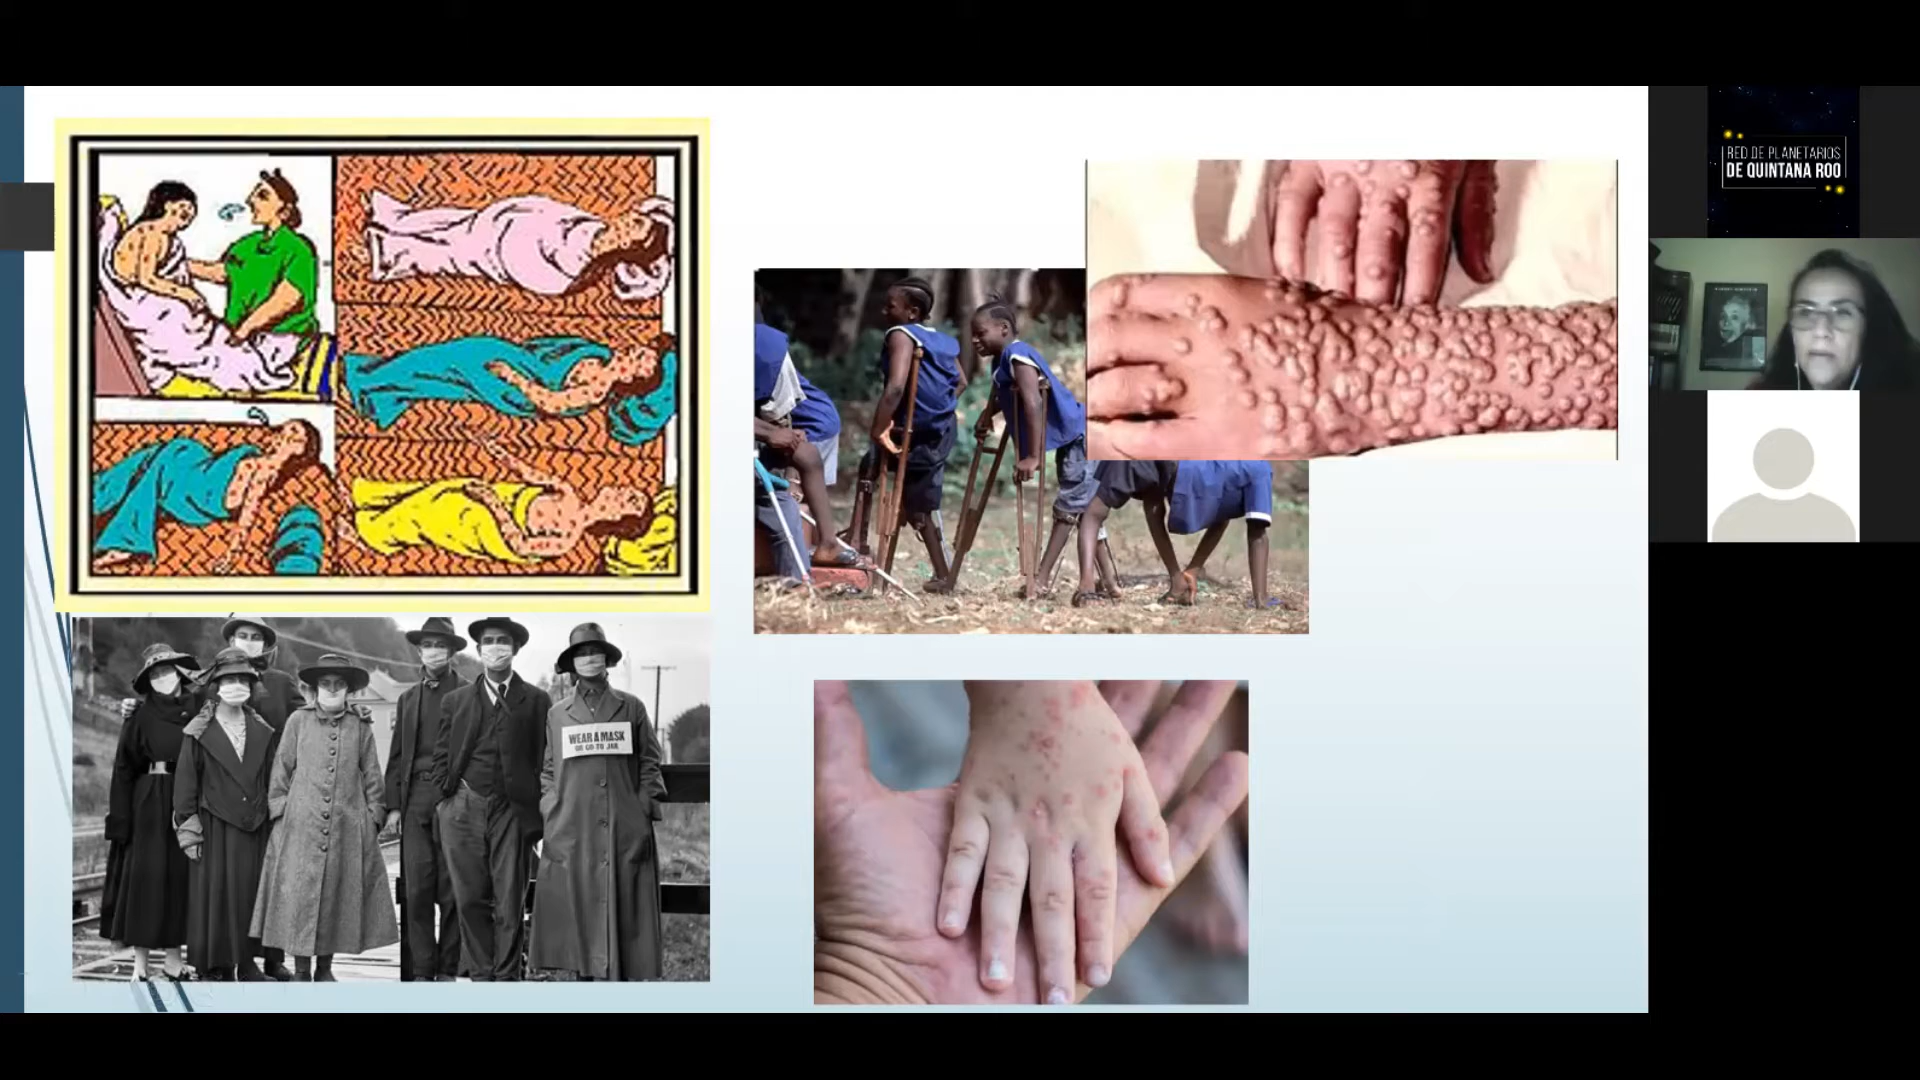 WEAR A MASK
OR GO TO JAIL
RED DE PLANETARIOS
DE QUINTANA ROO